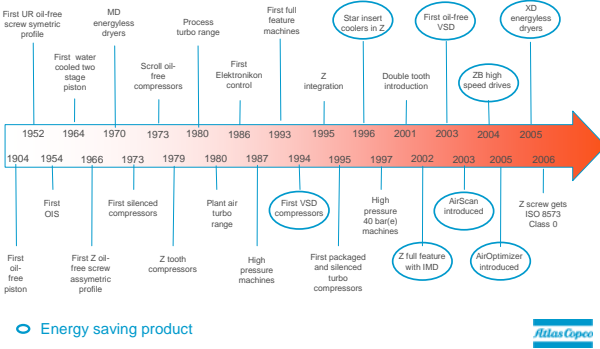 First UR oil-free
screw symetric
profile
MD
energyless
dryers
Process
turbo range
First full
feature
machines
Star insert
coolers in Z
First oil-free
VSD
XD
energyless
dryers
First water
cooled two
stage
piston
Scroll oil-
free
compressors
First
Elektronikon
control
Z
integration
Double tooth
introduction
ZB high
speed drives
1952 1964 1970 1973 1980 1986 1993 1995 1996 2001 2003 2004 2005
1904 1954 1966 1973 1979 1980 1987 1994 1995 1997 2002 2003 2005 2006
First
OIS
First silenced
compressors
Plant air
turbo
range
First VSD
compressors
High
pressure
40 bar(e)
machines
AirScan
introduced
Z screw gets
ISO 8573
Class 0
First
oil-
free
piston
First Z oil-
free screw
assymetric
profile
Z tooth
compressors
High
pressure
machines
First packaged
and silenced
turbo
compressors
Z full feature
with IMD
AirOptimizer
introduced
Energy saving product
Atlas Copco